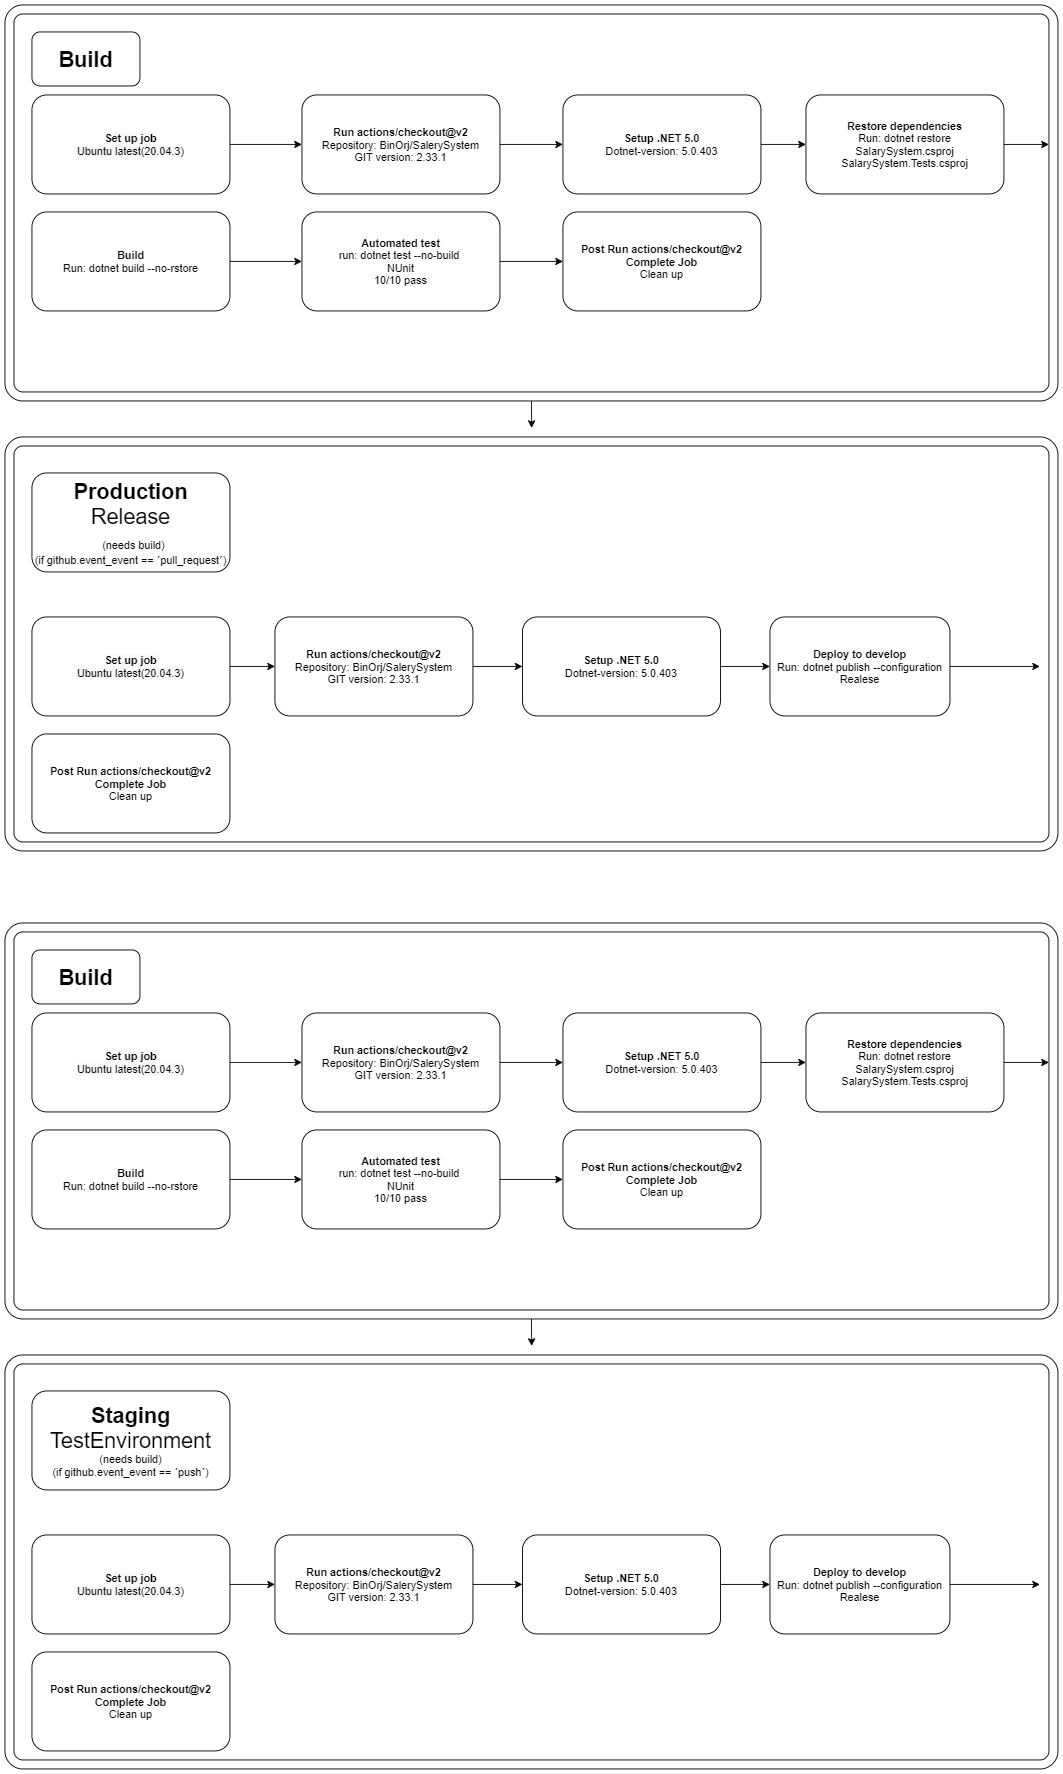 Build
Set up job
Ubuntu latest(20.04.3)
Run actions/checkout@v2
Repository: BinOrj/SalerySystem
GIT version: 2.33.1
Setup .NET 5.0
Dotnet-version: 5.0.403
Restore dependencies
Run: dotnet restore
SalarySystem.csproj
SalarySystem.Tests.csproj
Build
Run: dotnet build --no-rstore
Automated test
run: dotnet test --no-build
NUnit
10/10 pass
Post Run actions/checkout@v2
Complete Job
Clean up
Production
Release
(needs build)
(if github.event_event == ´pull_request´)
Set up job
Ubuntu latest(20.04.3)
Run actions/checkout@v2
Repository: BinOrj/SalerySystem
GIT version: 2.33.1
Setup .NET 5.0
Dotnet-version: 5.0.403
Deploy to develop
Run: dotnet publish --configuration
Realese
Post Run actions/checkout@v2
Complete Job
Clean up
Build
Set up job
Ubuntu latest(20.04.3)
Run actions/checkout@v2
Repository: BinOrj/SalerySystem
GIT version: 2.33.1
Setup .NET 5.0
Dotnet-version: 5.0.403
Restore dependencies
Run: dotnet restore
SalarySystem.csproj
SalarySystem.Tests.csproj
Build
Run: dotnet build --no-rstore
Automated test
run: dotnet test --no-build
NUnit
10/10 pass
Post Run actions/checkout@v2
Complete Job
Clean up
Staging
TestEnvironment
(needs build)
(if github.event_event == ´push´)
Set up job
Ubuntu latest(20.04.3)
Run actions/checkout@v2
Repository: BinOrj/SalerySystem
GIT version: 2.33.1
Setup .NET 5.0
Dotnet-version: 5.0.403
Deploy to develop
Run: dotnet publish --configuration
Realese
Post Run actions/checkout@v2
Complete Job
Clean up